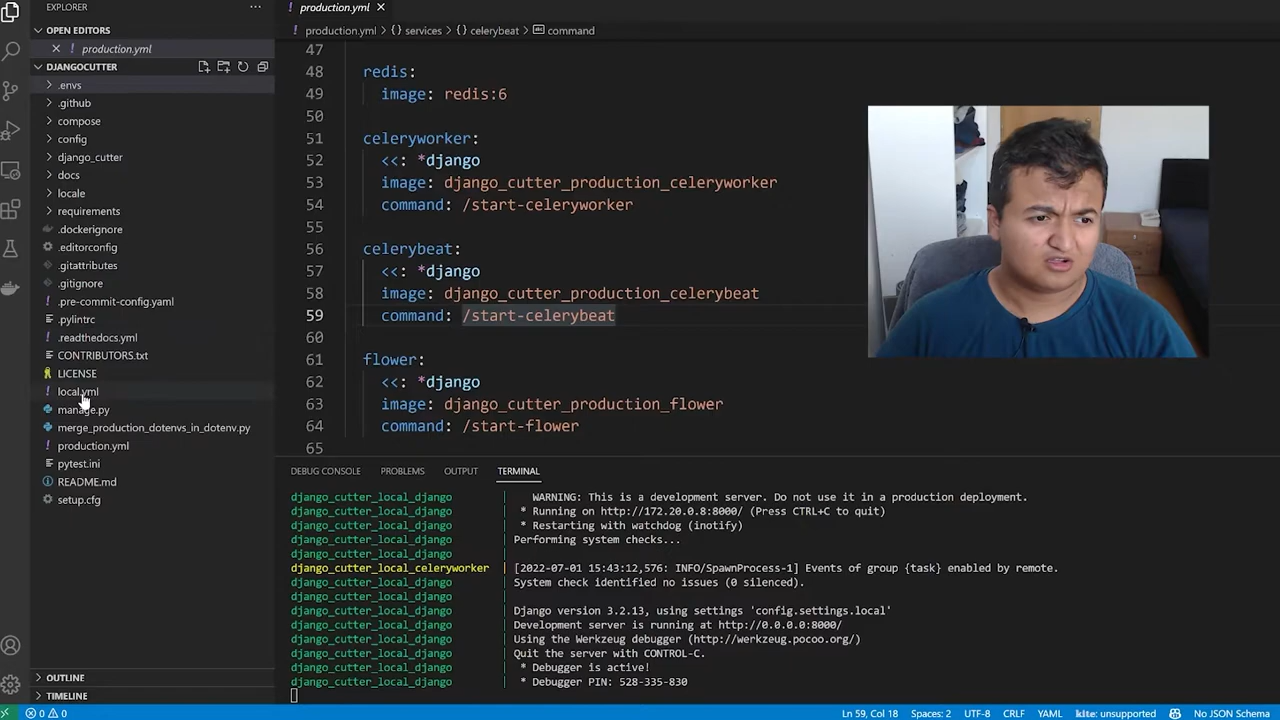 EXPLORER
OPEN EDITORS
production.yml
DJANGOCUTTER
.envs
.github
compose
config
django_cutter
docs
locale
requirements
.dockerignore
.editorconfig
.gitattributes
.gitignore
.pre-commit-config.yaml
.pylintrc
.readthedocs.yml
CONTRIBUTORS.txt
LICENSE
local.yml
manage.py
merge_production_dotenvs_in_dotenv.py
production.yml
pytest.ini
README.md
setup.cfg
OUTLINE
TIMELINE
production.yml
production.yml > services > celerybeat > command
47
48 redis:
49 image: redis:6
50
51 celeryworker:
52 <<: *django
53 image: django_cutter_production_celeryworker
54 command: /start-celeryworker
55
56 celerybeat:
57 <<: *django
58 image: django_cutter_production_celerybeat
59 command: /start-celerybeat
60
61 flower:
62 <<: *django
63 image: django_cutter_production_flower
64 command: /start-flower
65
DEBUG CONSOLE PROBLEMS OUTPUT TERMINAL
django_cutter_local_django | WARNING: This is a development server. Do not use it in a production deployment.
django_cutter_local_django | * Running on http://172.20.0.8:8000/ (Press CTRL+C to quit)
django_cutter_local_django | * Restarting with watchdog (inotify)
django_cutter_local_django | Performing system checks...
django_cutter_local_django |
django_cutter_local_celeryworker | [2022-07-01 15:43:12,576: INFO/SpawnProcess-1] Events of group {task} enabled by remote.
django_cutter_local_django | System check identified no issues (0 silenced).
django_cutter_local_django |
django_cutter_local_django | Django version 3.2.13, using settings 'config.settings.local'
django_cutter_local_django | Development server is running at http://0.0.0.0:8000/
django_cutter_local_django | Using the Werkzeug debugger (http://werkzeug.pocoo.org/)
django_cutter_local_django | Quit the server with CONTROL-C.
django_cutter_local_django | * Debugger is active!
django_cutter_local_django | * Debugger PIN: 528-335-830
0 0 Ln 59, Col 18 Spaces: 2 UTF-8 CRLF YAML kite: unsupported No JSON Schema